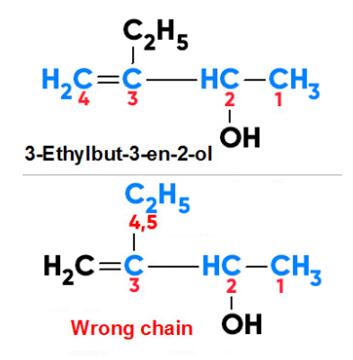 C₂H₅
H₂C=C—HC—CH₃
4 3 2 1
OH
3-Ethylbut-3-en-2-ol
C₂H₅
4,5
H₂C=C—HC—CH₃
3 2 1
Wrong chain OH